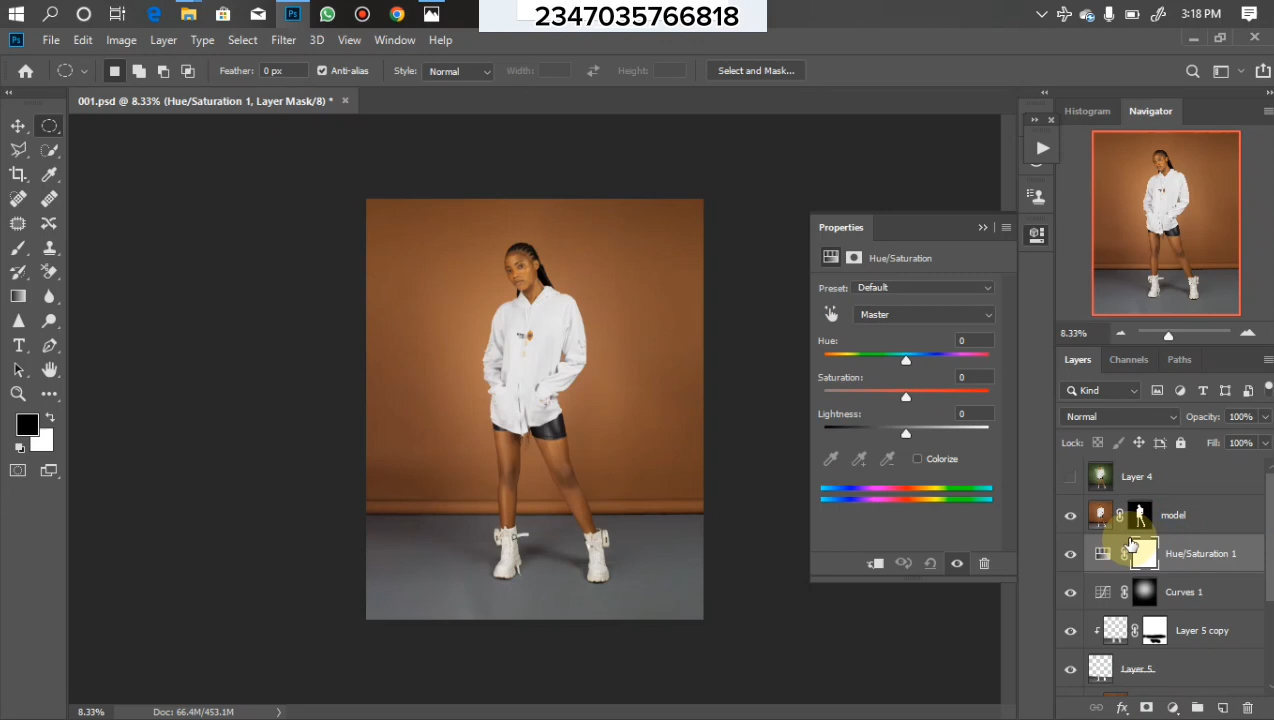 2347035766818
3:18 PM
File Edit Image Layer Type Select Filter 3D View Window Help
Feather: 0 px Anti-alias Style: Normal Width: Height: Select and Mask...
001.psd @ 8.33% (Hue/Saturation 1, Layer Mask/8) *
Histogram Navigator
Properties
Hue/Saturation
Preset: Default
Master
Hue: 0
Saturation: 0
Lightness: 0
Colorize
8.33%
Layers Channels Paths
Kind
Normal Opacity: 100%
Lock: Fill: 100%
Layer 4
model
Hue/Saturation 1
Curves 1
Layer 5 copy
Layer 5
8.33% Doc: 66.4M/453.1M